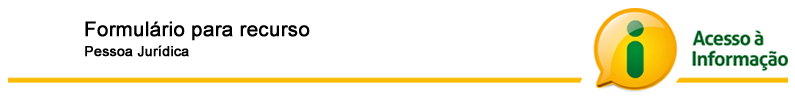 Formulário para recurso
Pessoa Jurídica
Acesso à
Informação